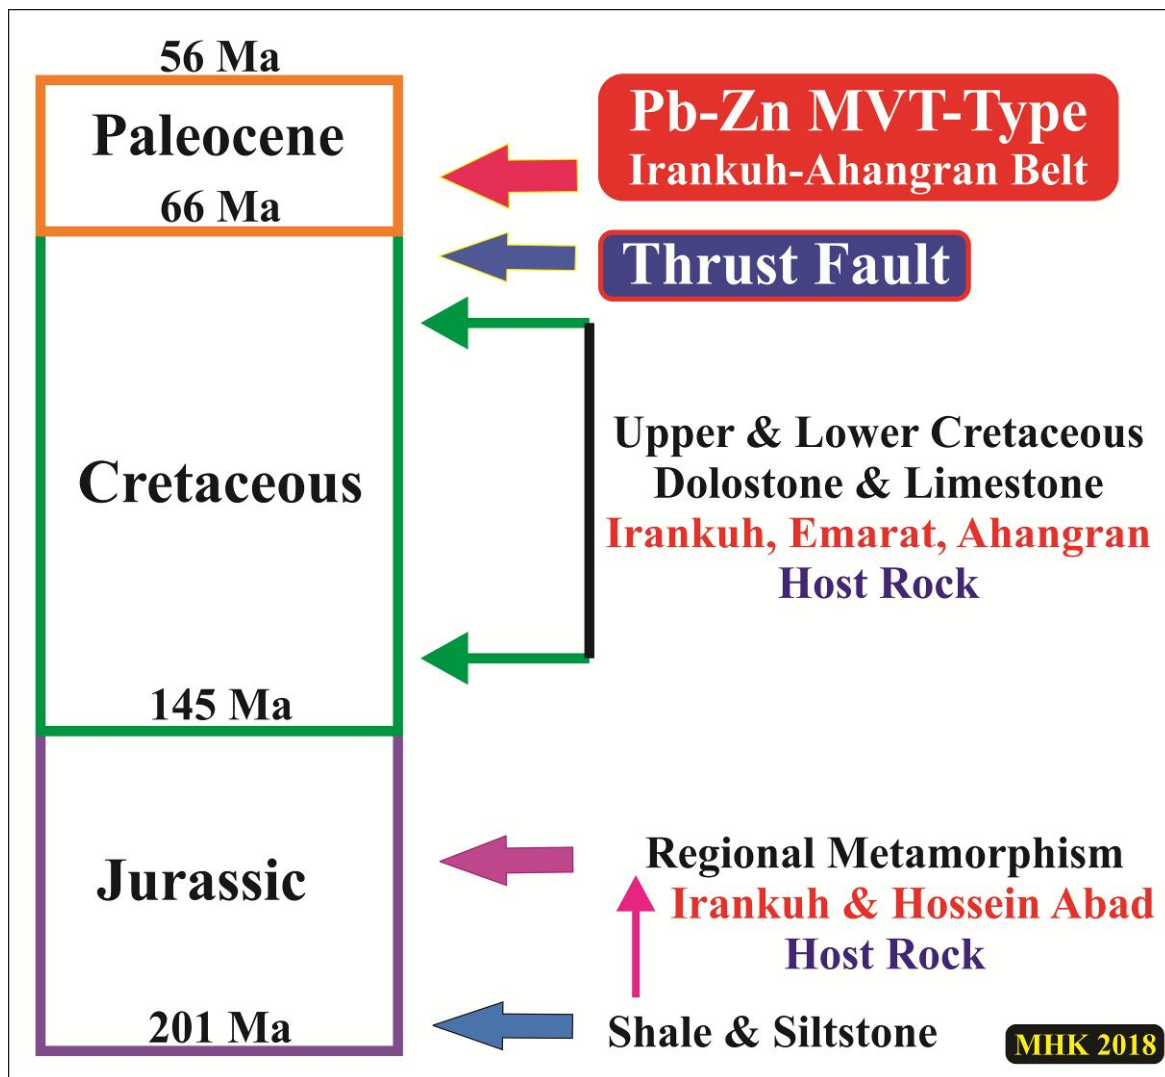 56 Ma
Paleocene
66 Ma
Pb-Zn MVT-Type
Irankuh-Ahangran Belt
Thrust Fault
Cretaceous
Upper & Lower Cretaceous
Dolostone & Limestone
Irankuh, Emarat, Ahangran
Host Rock
145 Ma
Jurassic
Regional Metamorphism
Irankuh & Hossein Abad
Host Rock
201 Ma
Shale & Siltstone
MHK 2018